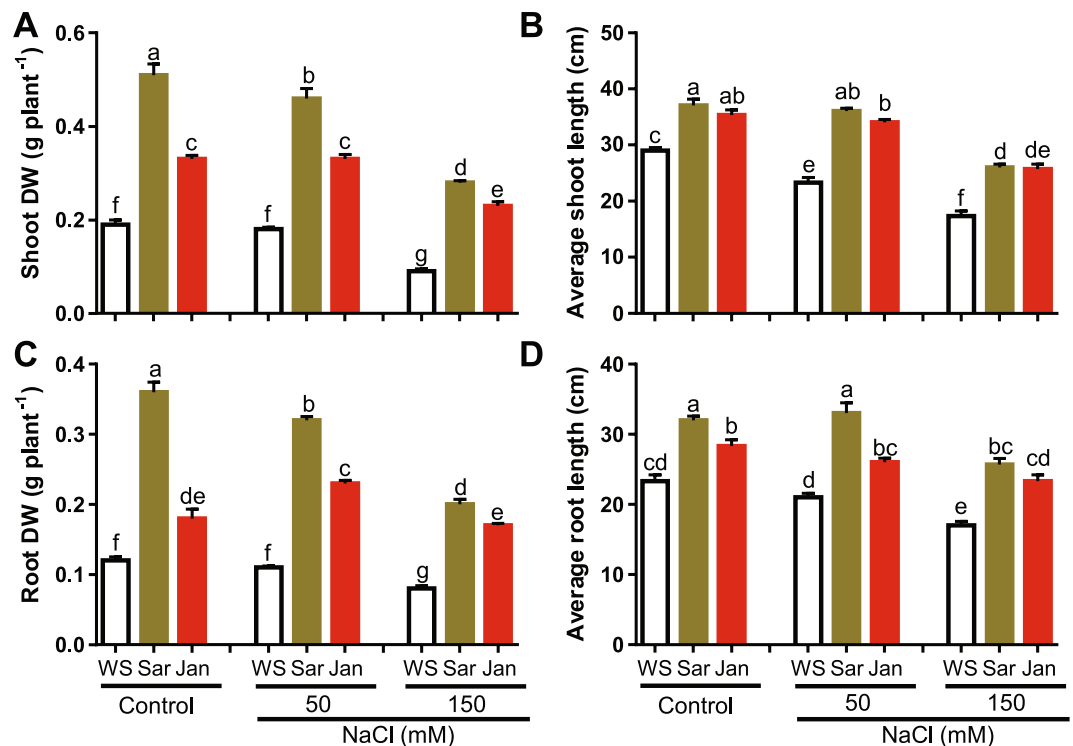 A
Shoot DW (g plant⁻¹)
0.6
0.4
0.2
0.0
f
a
c
f
b
c
g
d
e
B
Average shoot length (cm)
50
40
30
20
10
0
c
a
ab
e
ab
b
f
d
de
C
Root DW (g plant⁻¹)
0.4
0.3
0.2
0.1
0.0
f
a
de
f
b
c
g
d
e
WS Sar Jan
WS Sar Jan
WS Sar Jan
Control
50
150
NaCl (mM)
D
Average root length (cm)
40
30
20
10
0
cd
a
b
d
a
bc
e
bc
cd
WS Sar Jan
WS Sar Jan
WS Sar Jan
Control
50
150
NaCl (mM)